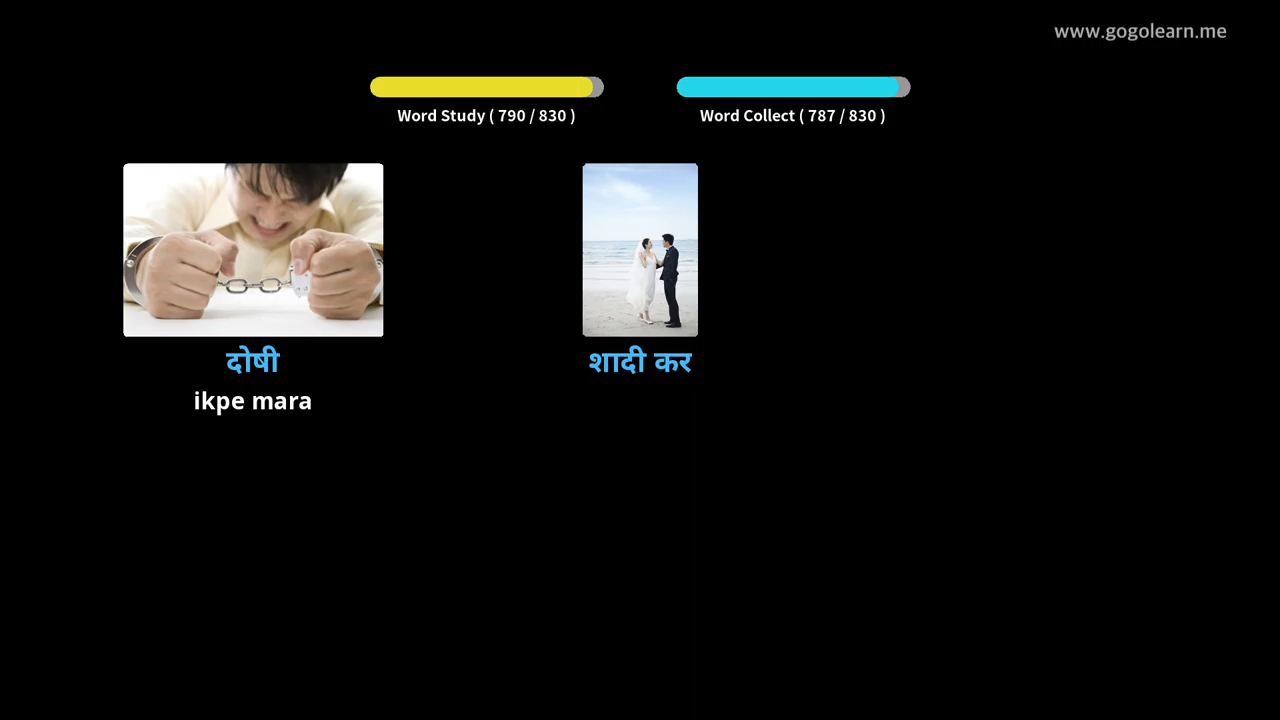 www.gogolearn.me
Word Study ( 790 / 830 )
Word Collect ( 787 / 830 )
दोषी
शादी कर
ikpe mara